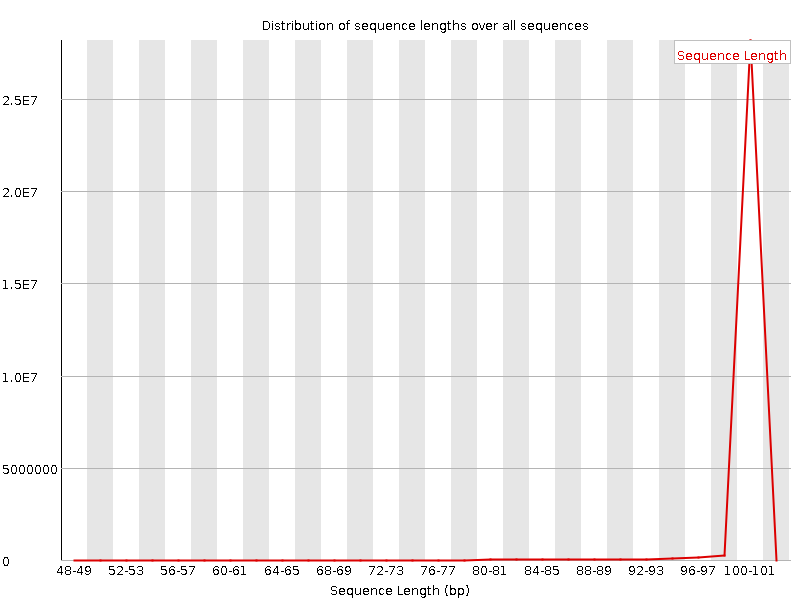 Distribution of sequence lengths over all sequences
Sequence Length
2.5E7
2.0E7
1.5E7
1.0E7
5000000
0
48-49 52-53 56-57 60-61 64-65 68-69 72-73 76-77 80-81 84-85 88-89 92-93 96-97 100-101
Sequence Length (bp)